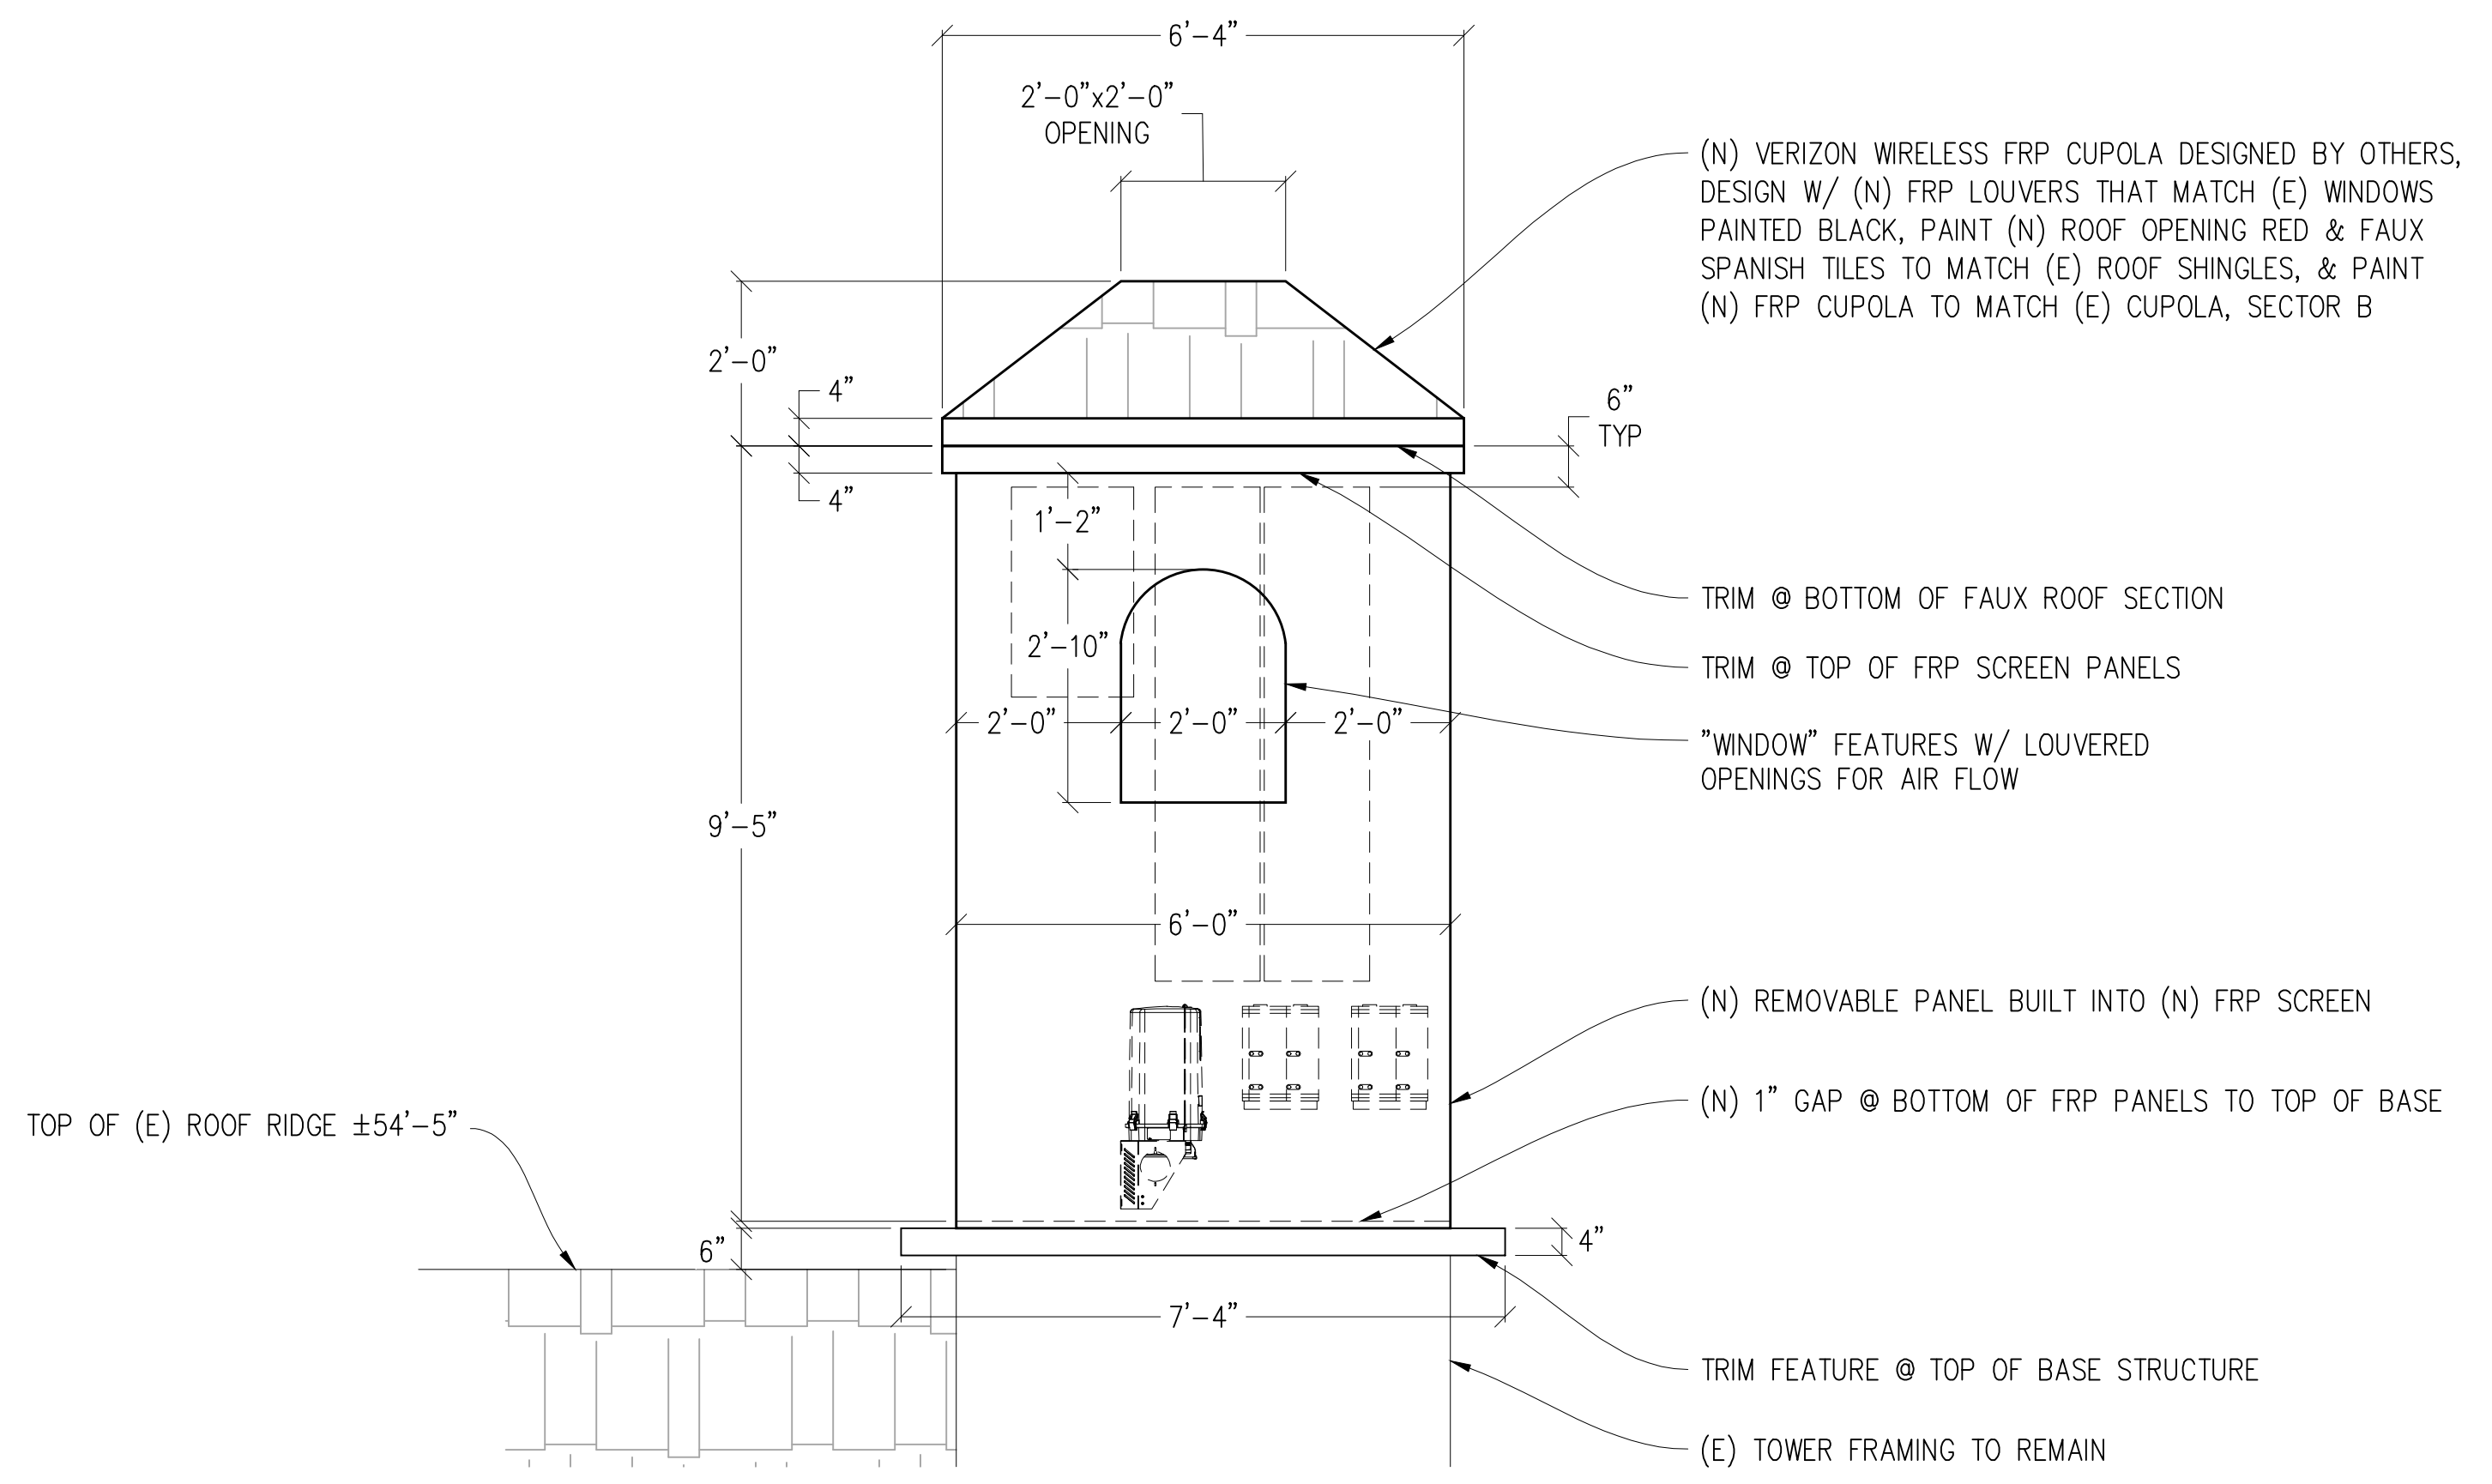 6'-4"
2'-0"x2'-0"
OPENING
(N) VERIZON WIRELESS FRP CUPOLA DESIGNED BY OTHERS,
DESIGN W/ (N) FRP LOUVERS THAT MATCH (E) WINDOWS
PAINTED BLACK, PAINT (N) ROOF OPENING RED & FAUX
SPANISH TILES TO MATCH (E) ROOF SHINGLES, & PAINT
(N) FRP CUPOLA TO MATCH (E) CUPOLA, SECTOR B
2'-0"
4"
6"
TYP
4"
1'-2"
TRIM @ BOTTOM OF FAUX ROOF SECTION
2'-10"
TRIM @ TOP OF FRP SCREEN PANELS
2'-0"
2'-0"
2'-0"
"WINDOW" FEATURES W/ LOUVERED
OPENINGS FOR AIR FLOW
9'-5"
6'-0"
(N) REMOVABLE PANEL BUILT INTO (N) FRP SCREEN
(N) 1" GAP @ BOTTOM OF FRP PANELS TO TOP OF BASE
TOP OF (E) ROOF RIDGE ±54'-5"
6"
4"
7'-4"
TRIM FEATURE @ TOP OF BASE STRUCTURE
(E) TOWER FRAMING TO REMAIN